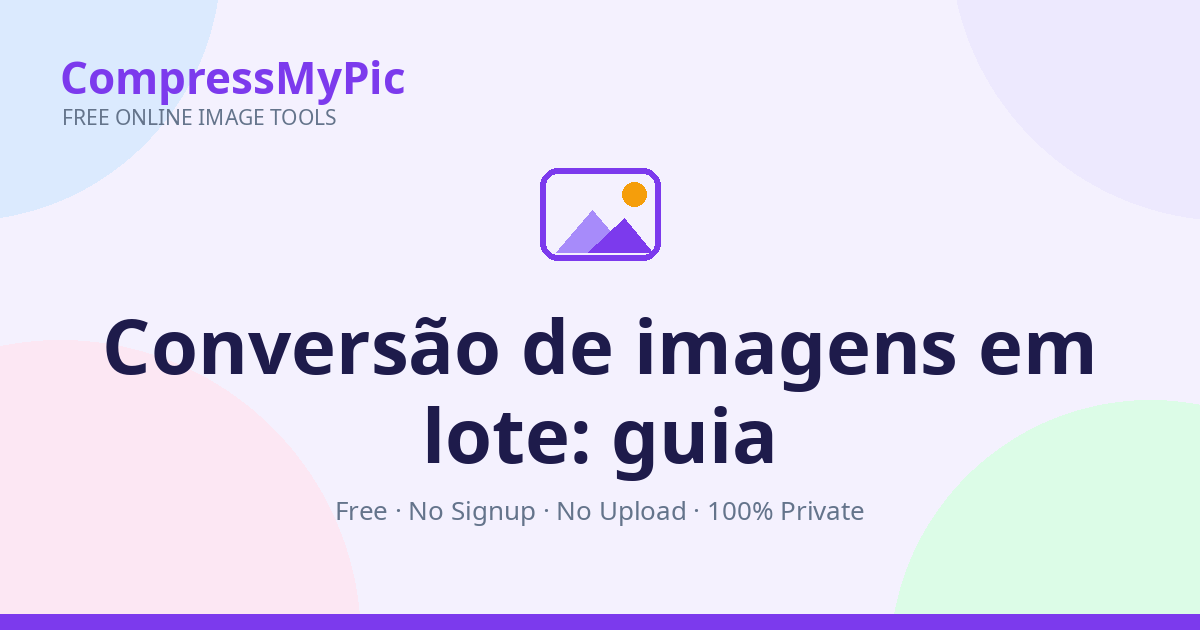 CompressMyPic
FREE ONLINE IMAGE TOOLS
Conversão de imagens em
lote: guia
Free · No Signup · No Upload · 100% Private